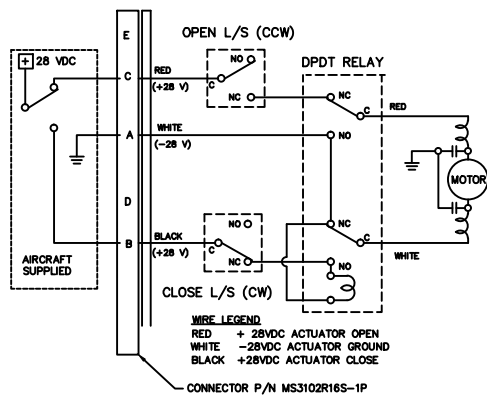 E
OPEN L/S (CCW)
+ 28 VDC
NO
DPDT RELAY
C
RED
(+28 V)
C
NC
NC
RED
C
A
WHITE
(-28 V)
NO
MOTOR
D
NC
NO
B
BLACK
(+28 V)
C
C
WHITE
NC
NO
AIRCRAFT
SUPPLIED
CLOSE L/S (CW)
WIRE LEGEND
RED + 28VDC ACTUATOR OPEN
WHITE -28VDC ACTUATOR GROUND
BLACK +28VDC ACTUATOR CLOSE
CONNECTOR P/N MS3102R16S-1P